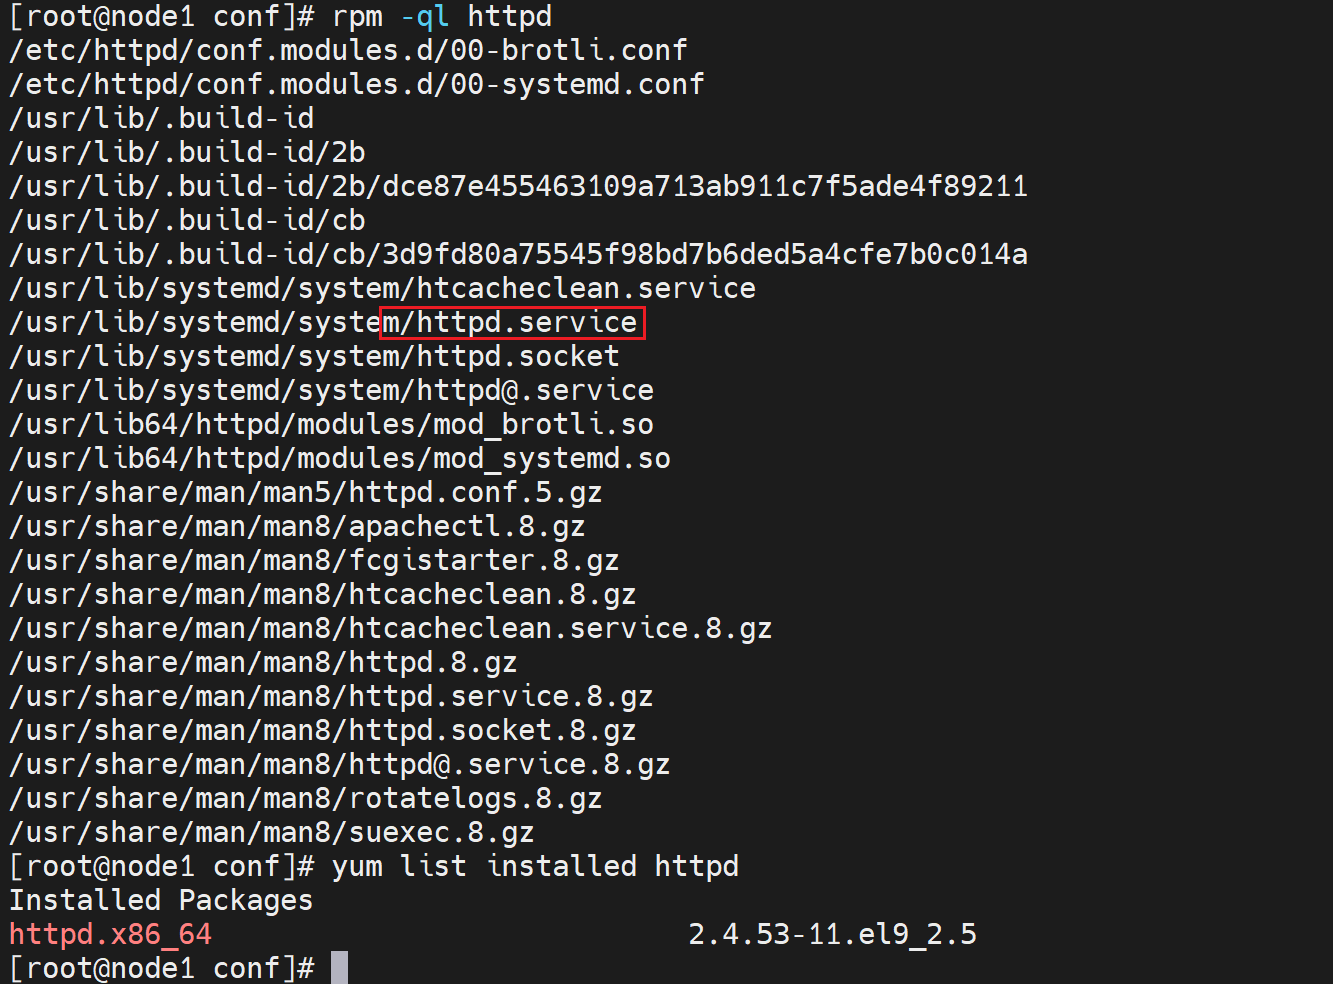 [root@node1 conf]# rpm -ql httpd
/etc/httpd/conf.modules.d/00-brotli.conf
/etc/httpd/conf.modules.d/00-systemd.conf
/usr/lib/.build-id
/usr/lib/.build-id/2b
/usr/lib/.build-id/2b/dce87e455463109a713ab911c7f5ade4f89211
/usr/lib/.build-id/cb
/usr/lib/.build-id/cb/3d9fd80a75545f98bd7b6ded5a4cfe7b0c014a
/usr/lib/systemd/system/htcacheclean.service
/usr/lib/systemd/system/httpd.service
/usr/lib/systemd/system/httpd.socket
/usr/lib/systemd/system/httpd@.service
/usr/lib64/httpd/modules/mod_brotli.so
/usr/lib64/httpd/modules/mod_systemd.so
/usr/share/man/man5/httpd.conf.5.gz
/usr/share/man/man8/apachectl.8.gz
/usr/share/man/man8/fcgistarter.8.gz
/usr/share/man/man8/htcacheclean.8.gz
/usr/share/man/man8/htcacheclean.service.8.gz
/usr/share/man/man8/httpd.8.gz
/usr/share/man/man8/httpd.service.8.gz
/usr/share/man/man8/httpd.socket.8.gz
/usr/share/man/man8/httpd@.service.8.gz
/usr/share/man/man8/rotatelogs.8.gz
/usr/share/man/man8/suexec.8.gz
[root@node1 conf]# yum list installed httpd
Installed Packages
httpd.x86_64 2.4.53-11.el9_2.5
[root@node1 conf]#